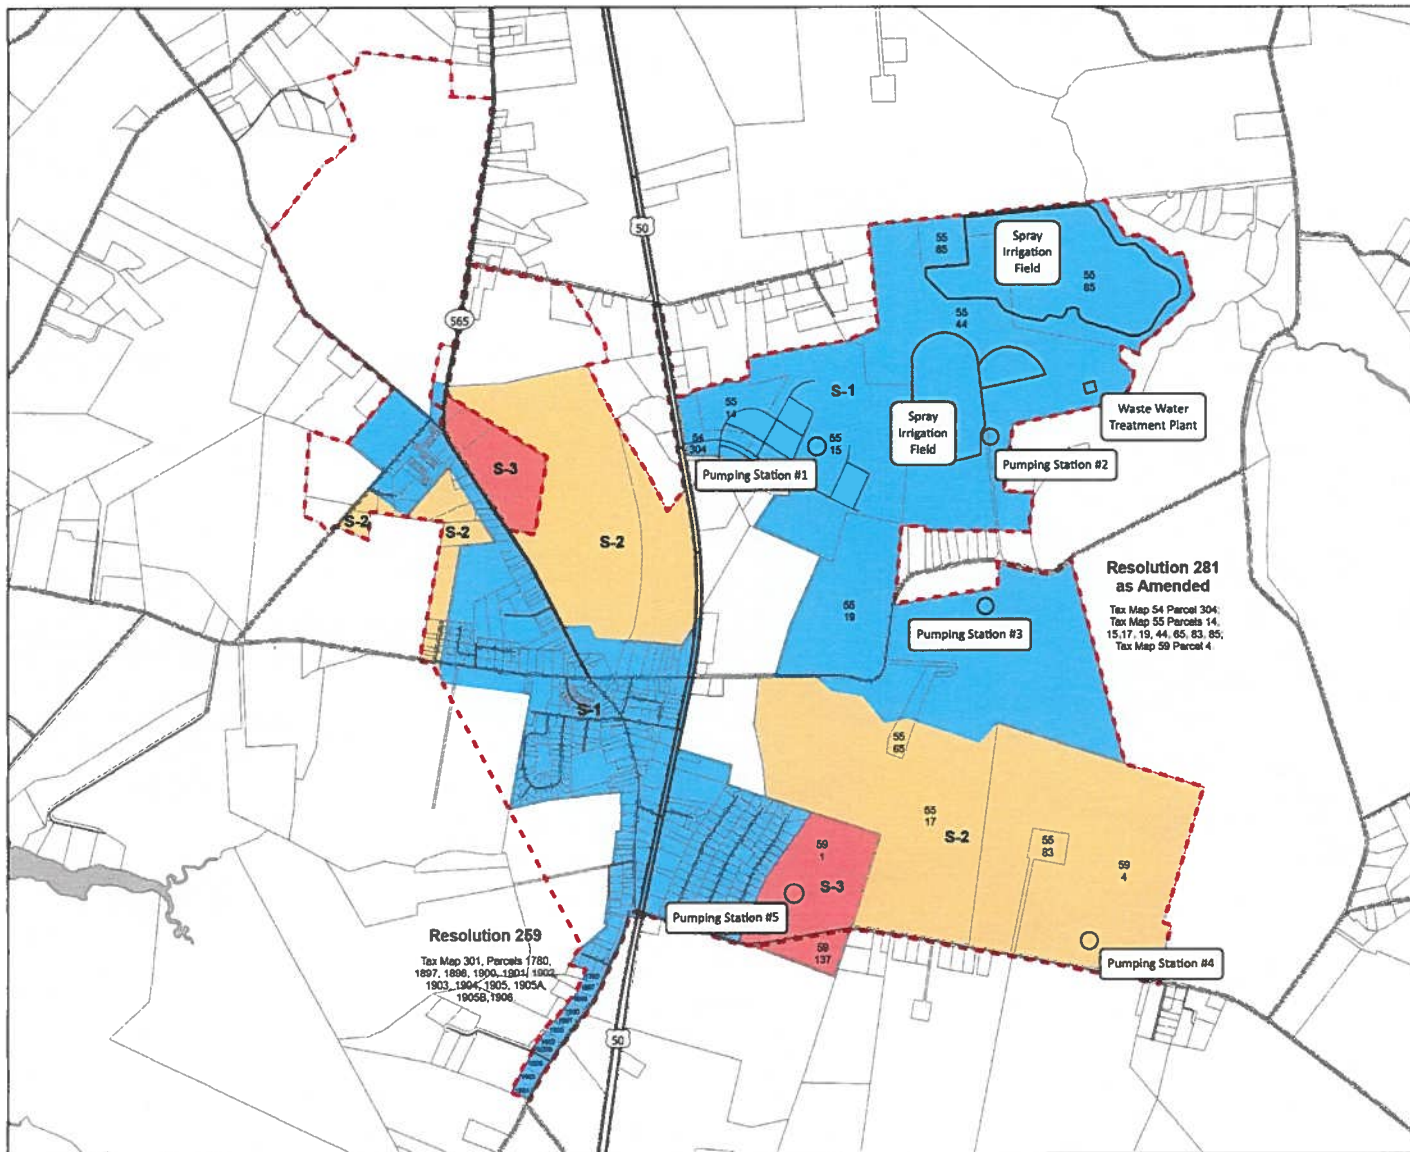 50
55
85
Spray
Irrigation
Field
55
85
55
44
565
S-1
55
14
Spray
Irrigation
Field
Waste Water
Treatment Plant
54
304
55
15
Pumping Station #1
Pumping Station #2
S-3
S-2
S-2
S-2
Resolution 281
as Amended
Tax Map 54 Parcel 304;
Tax Map 55 Parcels 14,
15,17, 19, 44, 65, 83, 85;
Tax Map 59 Parcel 4
55
19
Pumping Station #3
S-1
55
65
55
17
S-2
55
83
59
4
59
1
S-3
Pumping Station #5
59
137
Pumping Station #4
Resolution 259
Tax Map 301, Parcels 1780,
1897, 1898, 1900, 1901, 1902,
1903, 1904, 1905, 1905A,
1905B, 1906
50